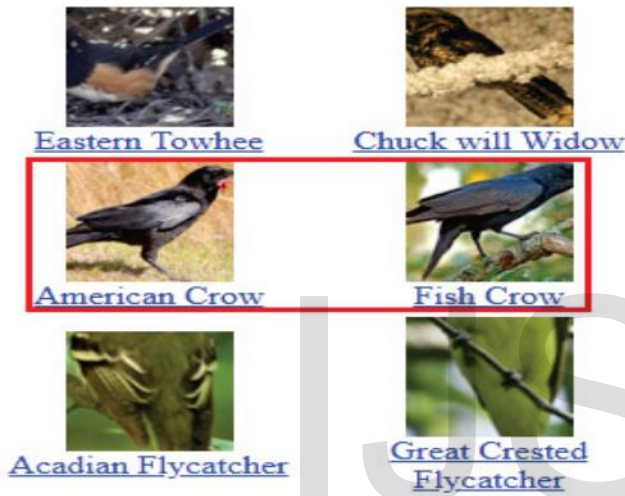 Eastern Towhee
Chuck will Widow
American Crow
Fish Crow
Acadian Flycatcher
Great Crested
Flycatcher